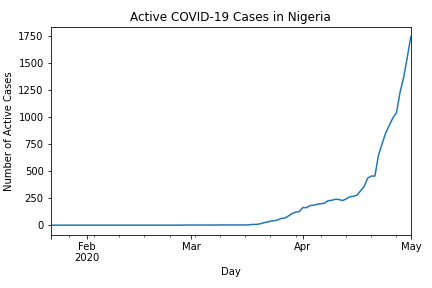 Active COVID-19 Cases in Nigeria
Number of Active Cases
1750
1500
1250
1000
750
500
250
0
Feb
2020
Mar
Apr
May
Day